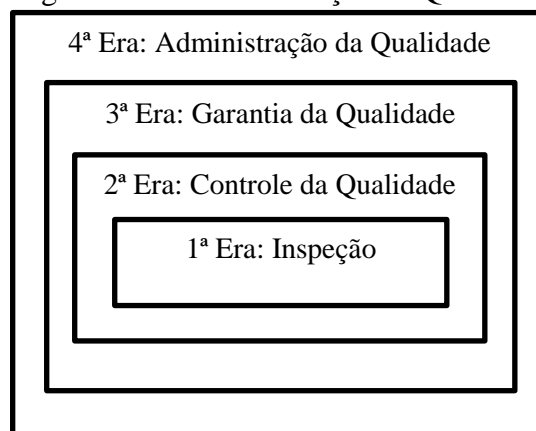 4ª Era: Administração da Qualidade
3ª Era: Garantia da Qualidade
2ª Era: Controle da Qualidade
1ª Era: Inspeção